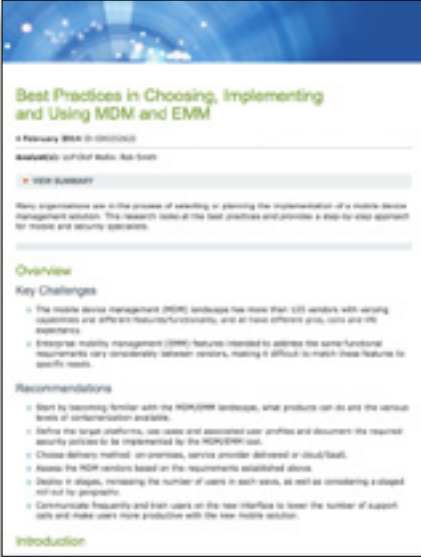 Best Practices in Choosing, Implementing
and Using MDM and EMM
4 February 2014
Analyst(s): Leif-Olof Wallin, Rob Smith
VIEW SUMMARY
Many organizations are in the process of selecting or planning the implementation of a mobile device
management solution. This research looks at the best practices and provides a step-by-step approach
for mobile and security specialists.
Overview
Key Challenges
The mobile device management (MDM) landscape has more than 125 vendors with varying
capabilities and different features/functionality, and all have different pros, cons and life
expectancy.
Enterprise mobility management (EMM) features intended to address the same functional
requirements vary considerably between vendors, making it difficult to match these features to
specific needs.
Recommendations
Start by becoming familiar with the MDM/EMM landscape, what products can do and the various
levels of containerization available.
Define the target platforms, use cases and associated user profiles and document the required
security policies to be implemented by the MDM/EMM tool.
Choose delivery method: on-premises, service provider delivered or cloud/SaaS.
Assess the MDM vendors based on the requirements established above.
Deploy in stages, increasing the number of users in each wave, as well as considering a staged
roll out by geography.
Communicate frequently and train users on the new interface to lower the number of support
calls and make users more productive with the new mobile solution.
Introduction